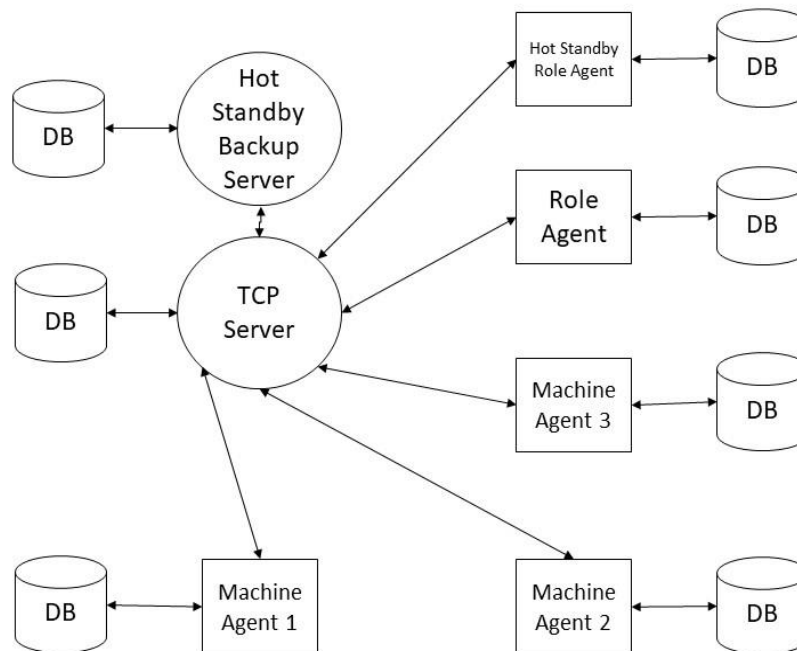 Hot Standby
Role Agent
DB
Hot
Standby
Backup
Server
DB
Role
Agent
DB
TCP
Server
DB
Machine
Agent 3
DB
DB
Machine
Agent 1
Machine
Agent 2
DB